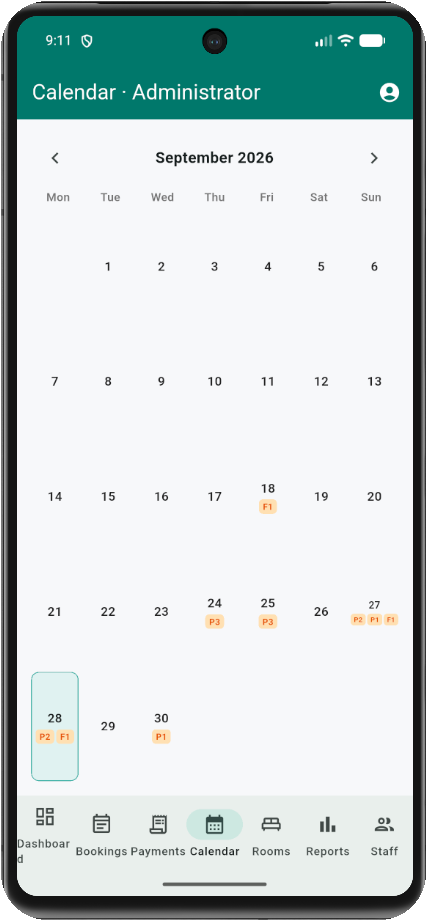 9:11
Calendar · Administrator
September 2026
Mon Tue Wed Thu Fri Sat Sun
1 2 3 4 5 6
7 8 9 10 11 12 13
14 15 16 17 18 19 20
F1
21 22 23 24 25 26 27
P3 P3 P2 P1 F1
28 29 30
P2 F1 P1
Dashboar
d
Bookings Payments Calendar Rooms Reports Staff